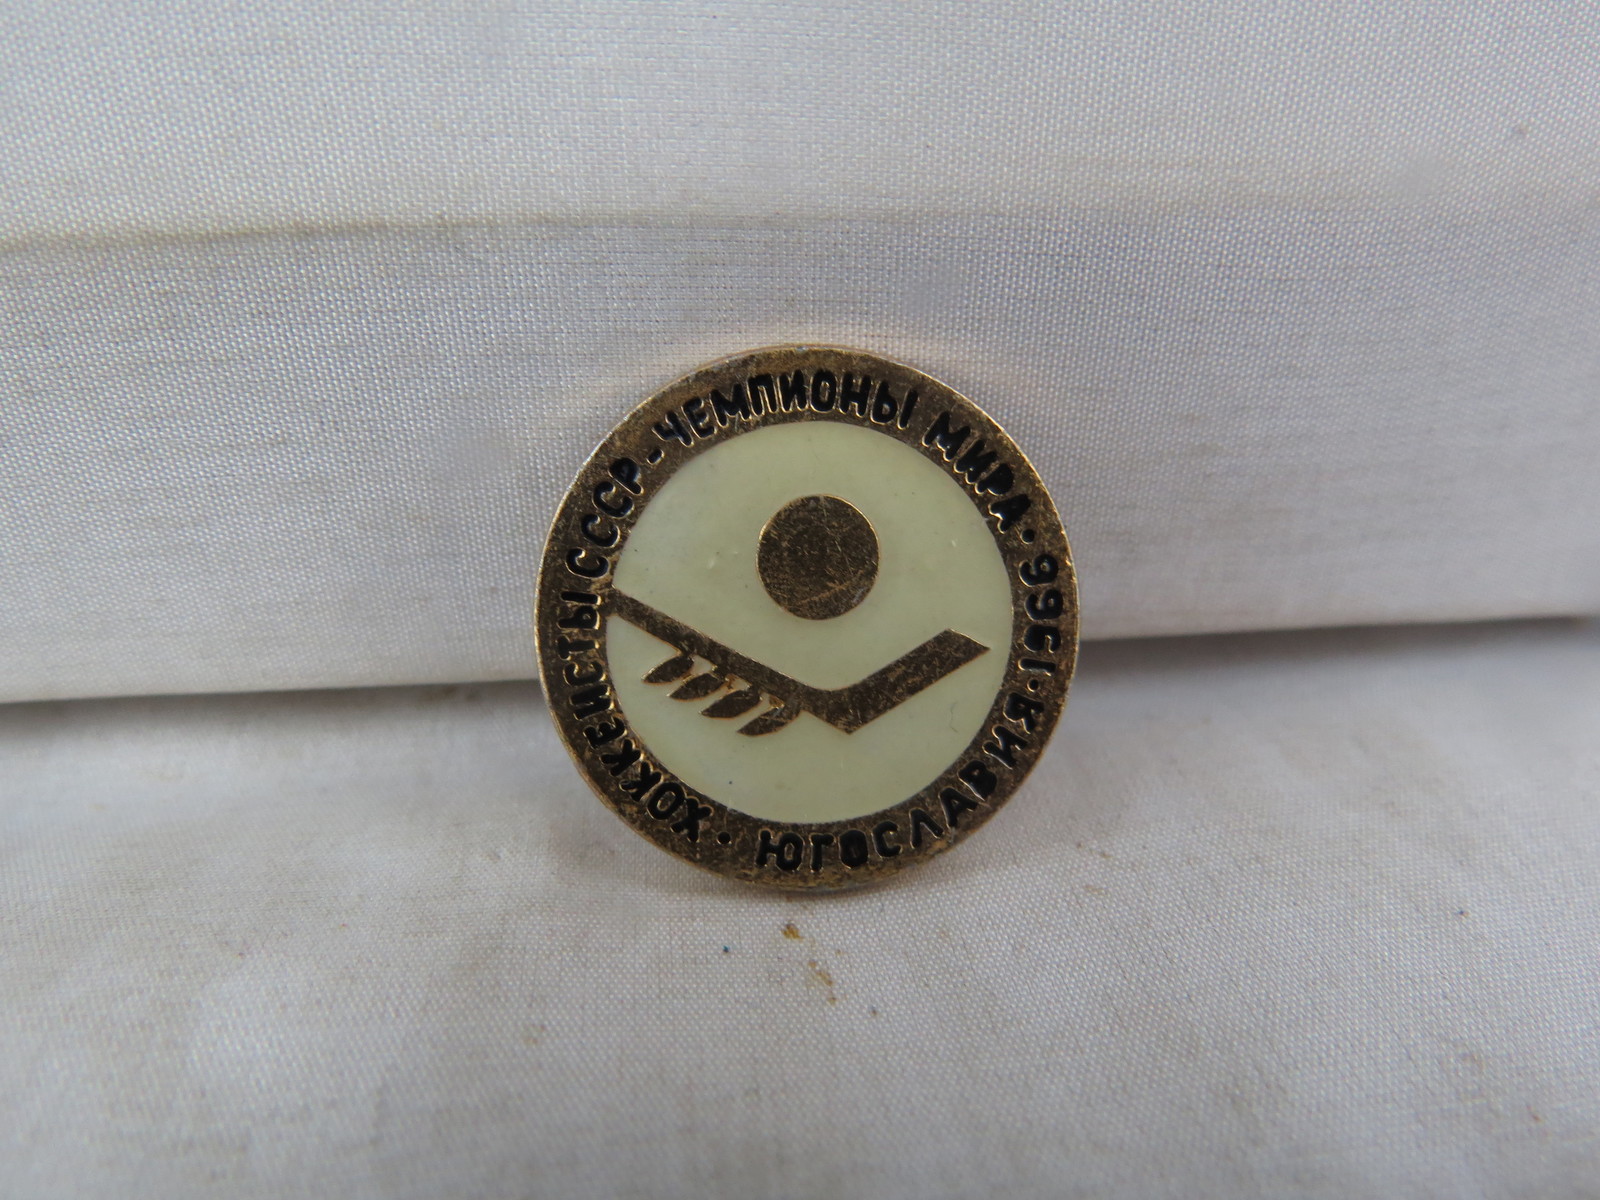 ХОККЕИСТЫ СССР-ЧЕМПИОНЫ МИРА·
ЮГОСЛАВИЯ·1966·